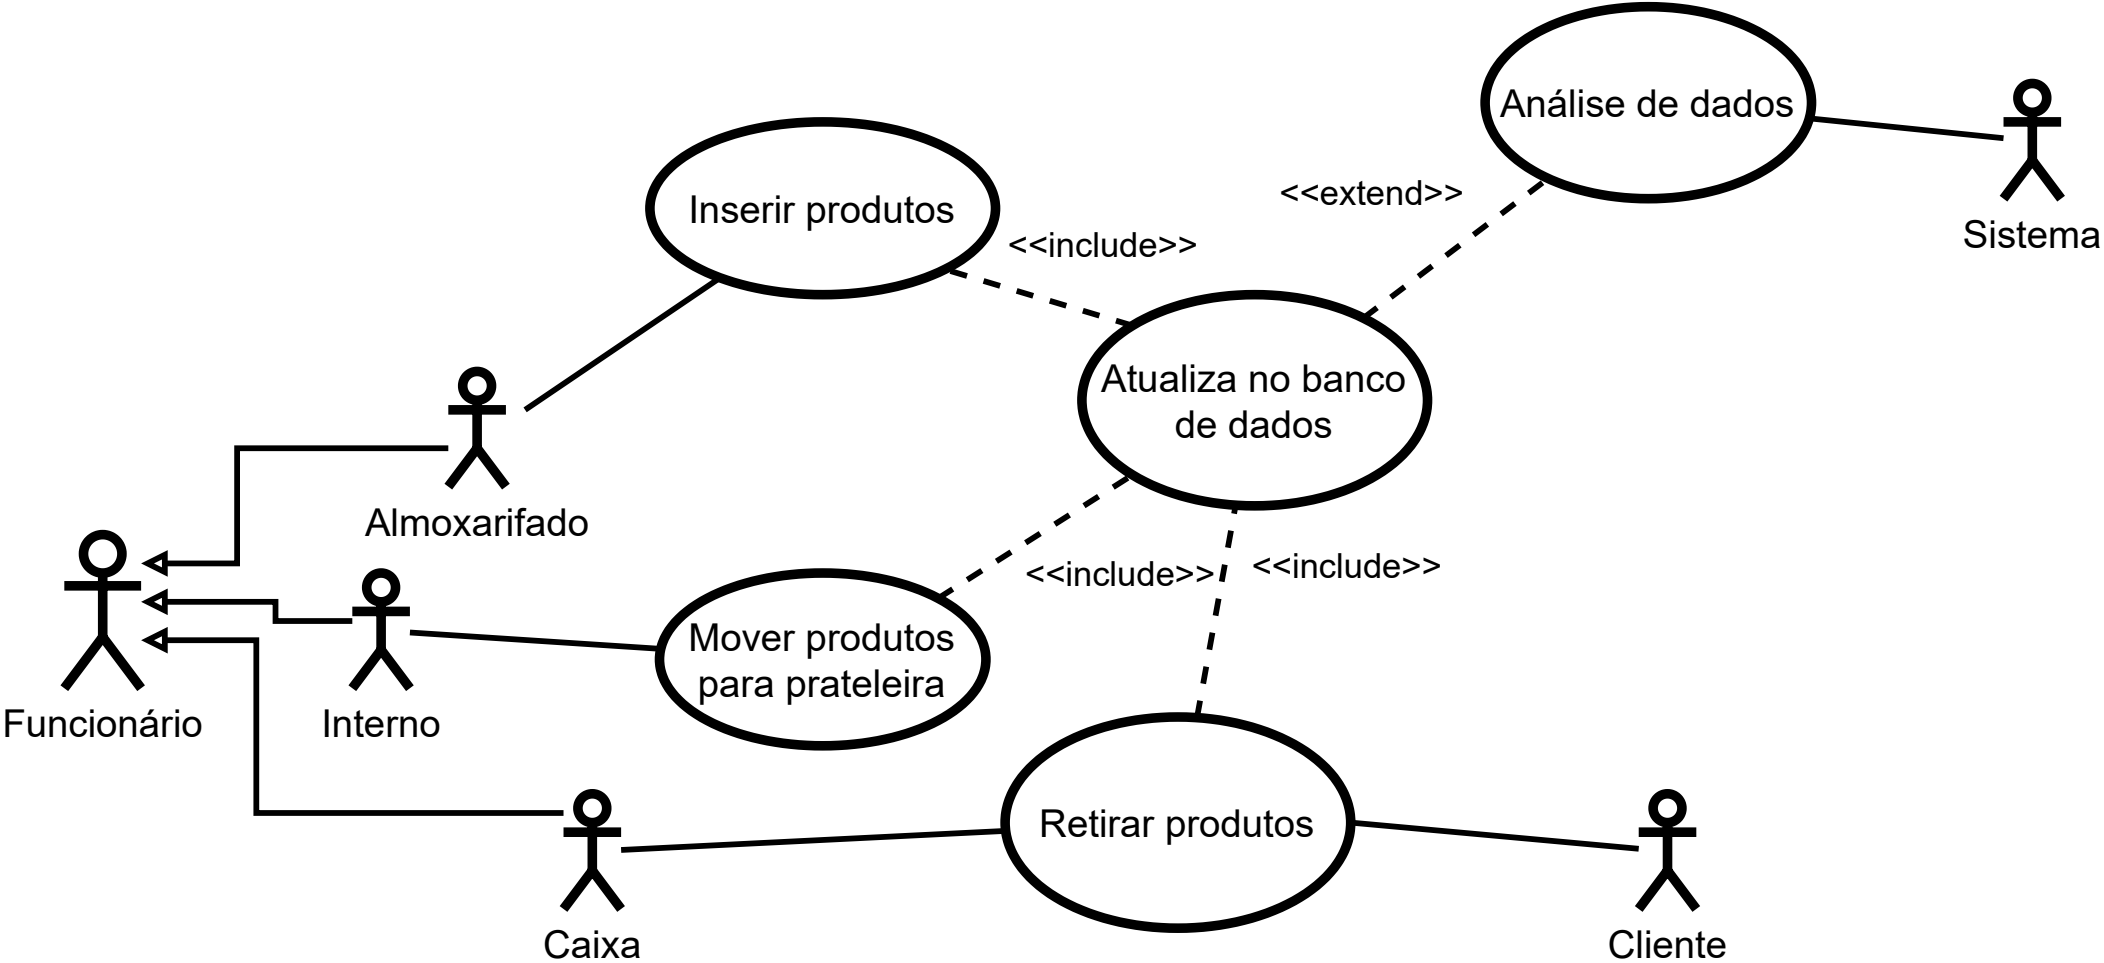 Análise de dados
<<extend>>
Sistema
Inserir produtos
<<include>>
Atualiza no banco
de dados
Almoxarifado
<<include>>
<<include>>
Mover produtos
para prateleira
Funcionário
Interno
Retirar produtos
Caixa
Cliente